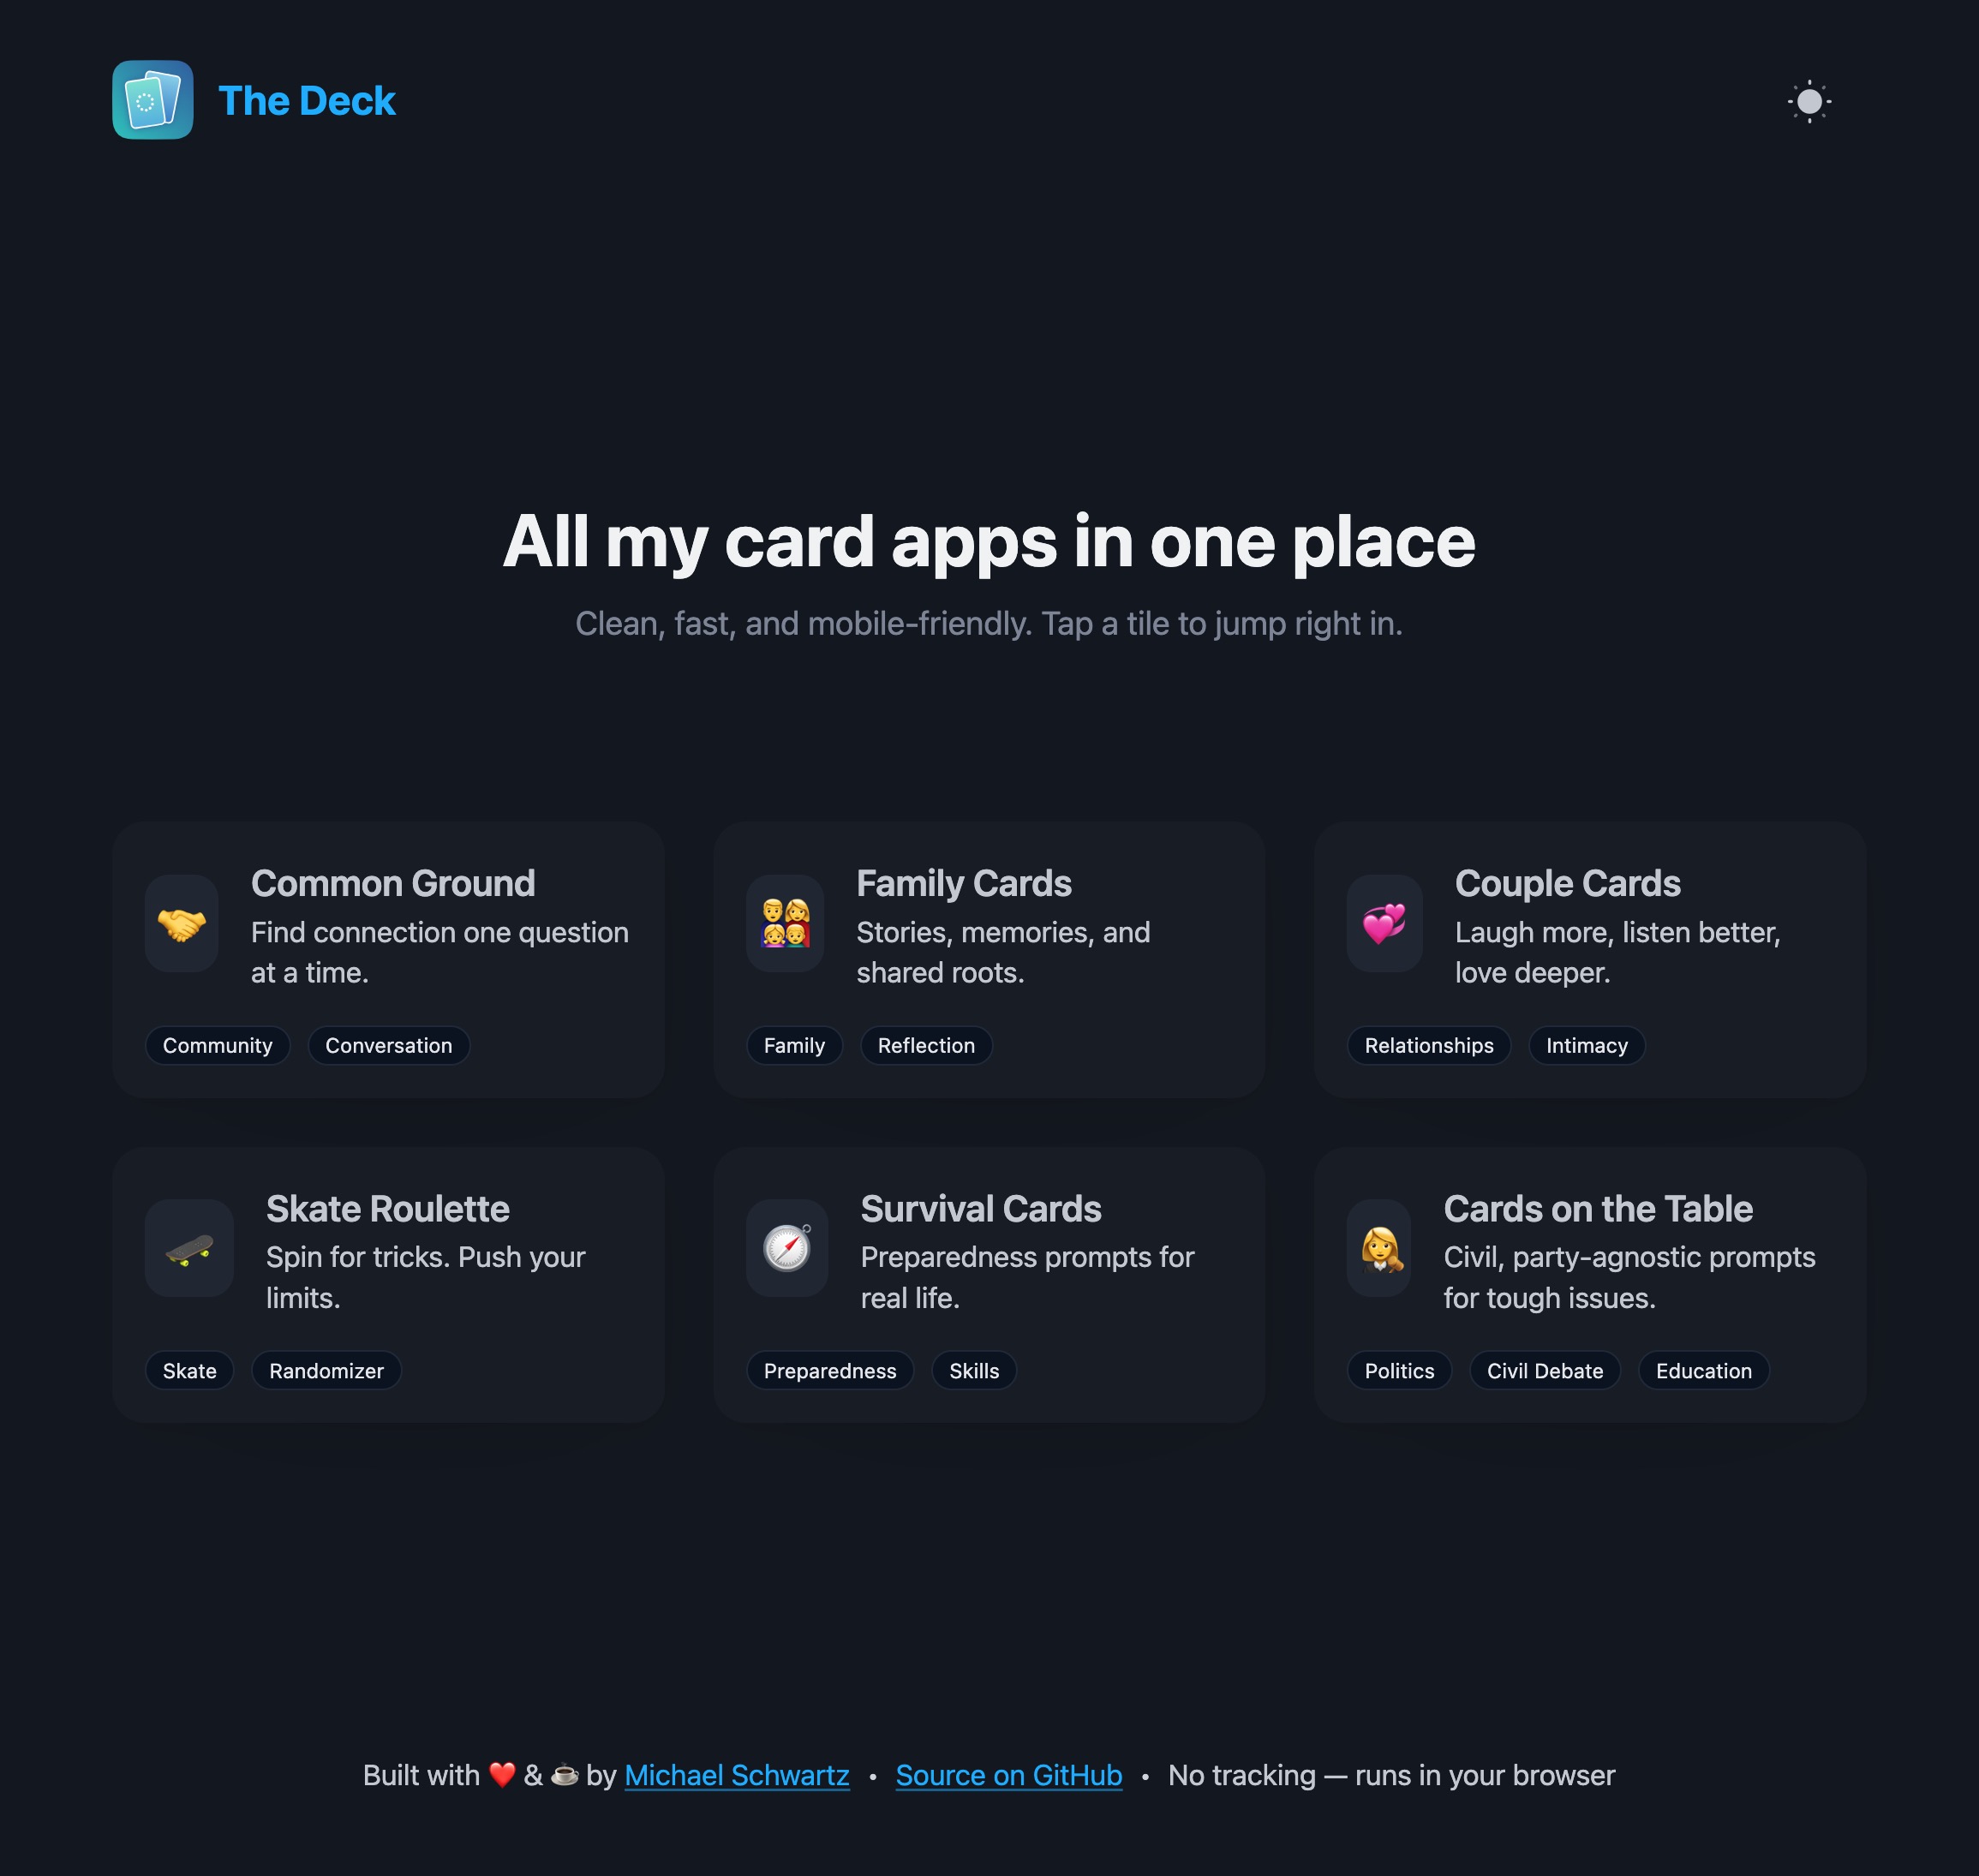 The Deck
All my card apps in one place
Clean, fast, and mobile-friendly. Tap a tile to jump right in.
Common Ground
Find connection one question
at a time.
Community Conversation
Family Cards
Stories, memories, and
shared roots.
Family Reflection
Couple Cards
Laugh more, listen better,
love deeper.
Relationships Intimacy
Skate Roulette
Spin for tricks. Push your
limits.
Skate Randomizer
Survival Cards
Preparedness prompts for
real life.
Preparedness Skills
Cards on the Table
Civil, party-agnostic prompts
for tough issues.
Politics Civil Debate Education
Built with ❤️ & ☕ by Michael Schwartz • Source on GitHub • No tracking — runs in your browser